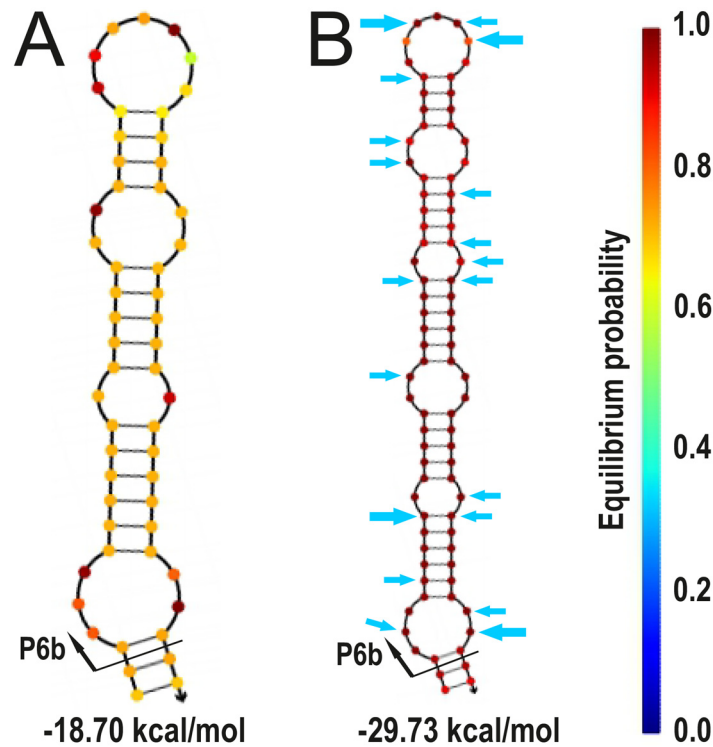 A
B
1.0
0.8
0.6
0.4
0.2
0.0
Equilibrium probability
P6b
P6b
-18.70 kcal/mol
-29.73 kcal/mol